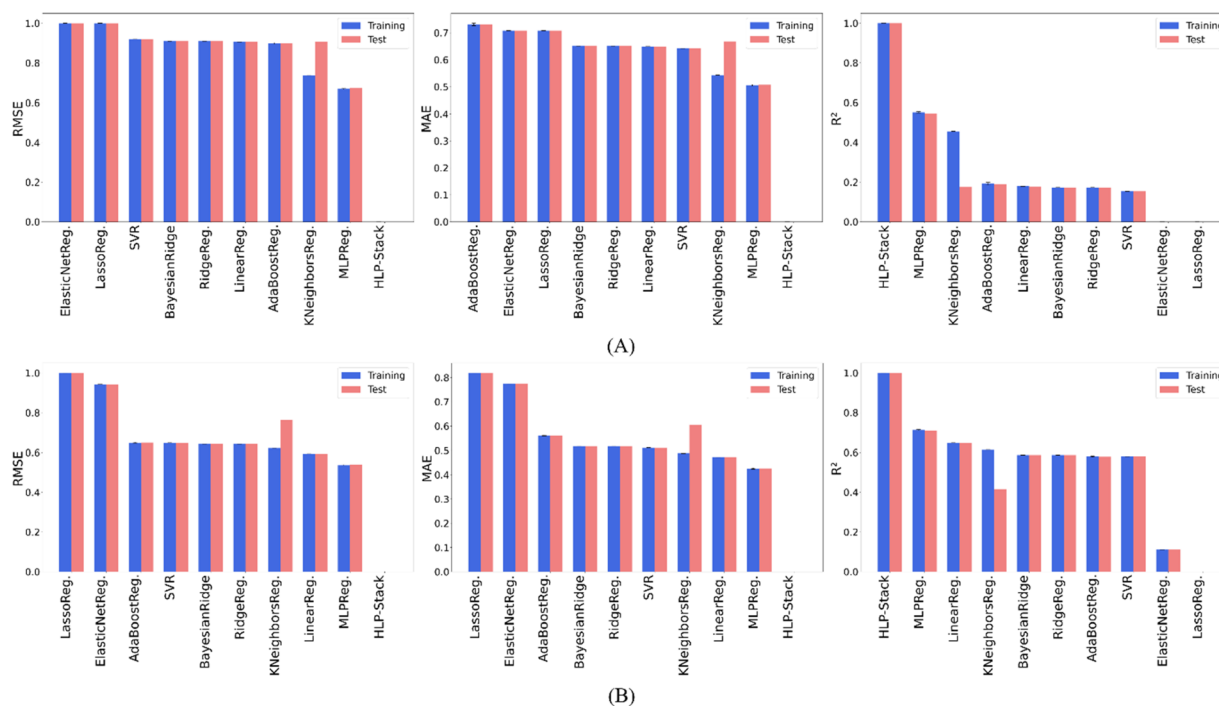 1.0
0.8
0.6
0.4
0.2
0.0
RMSE
Training
Test
ElasticNetReg.
LassoReg.
SVR
BayesianRidge
RidgeReg.
LinearReg.
AdaBoostReg.
KNeighborsReg.
MLPReg.
HLP-Stack
0.7
0.6
0.5
0.4
0.3
0.2
0.1
0.0
MAE
Training
Test
AdaBoostReg.
ElasticNetReg.
LassoReg.
BayesianRidge
RidgeReg.
LinearReg.
SVR
KNeighborsReg.
MLPReg.
HLP-Stack
1.0
0.8
0.6
0.4
0.2
0.0
R²
Training
Test
HLP-Stack
MLPReg.
KNeighborsReg.
AdaBoostReg.
LinearReg.
BayesianRidge
RidgeReg.
SVR
ElasticNetReg.
LassoReg.
(A)
1.0
0.8
0.6
0.4
0.2
0.0
RMSE
Training
Test
LassoReg.
ElasticNetReg.
AdaBoostReg.
SVR
BayesianRidge
RidgeReg.
KNeighborsReg.
LinearReg.
MLPReg.
HLP-Stack
0.8
0.7
0.6
0.5
0.4
0.3
0.2
0.1
0.0
MAE
Training
Test
LassoReg.
ElasticNetReg.
AdaBoostReg.
BayesianRidge
RidgeReg.
SVR
KNeighborsReg.
LinearReg.
MLPReg.
HLP-Stack
1.0
0.8
0.6
0.4
0.2
0.0
R²
Training
Test
HLP-Stack
MLPReg.
LinearReg.
KNeighborsReg.
BayesianRidge
RidgeReg.
AdaBoostReg.
SVR
ElasticNetReg.
LassoReg.
(B)